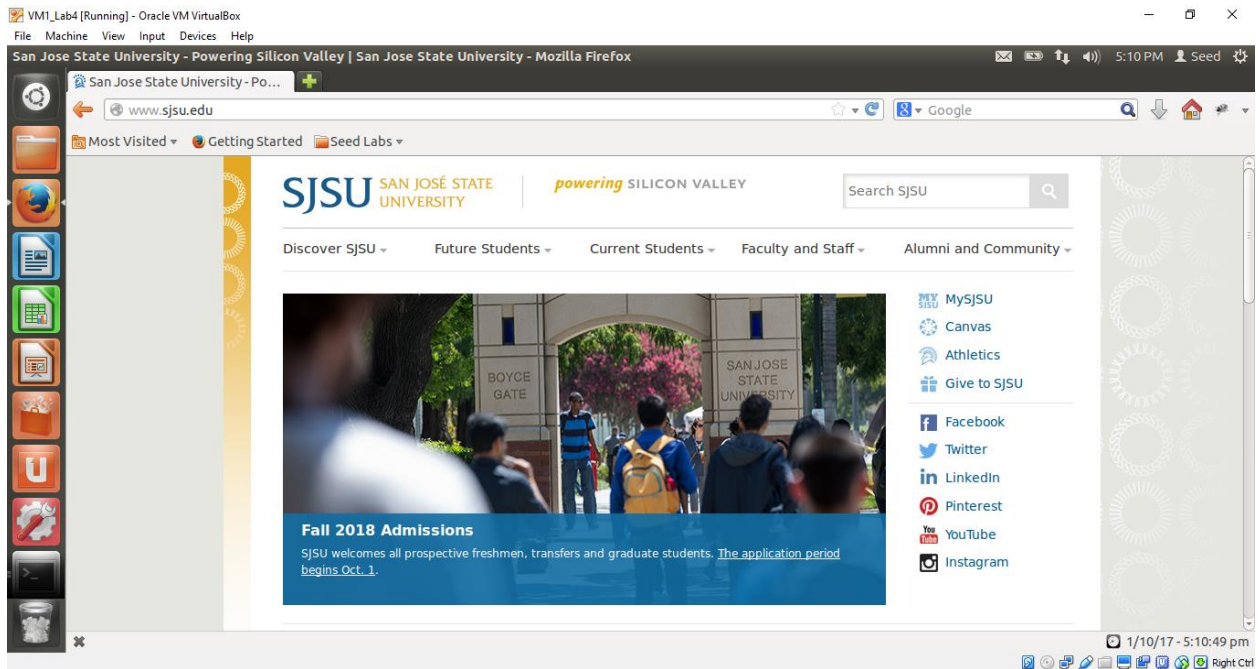 VM1_Lab4 [Running] - Oracle VM VirtualBox
File Machine View Input Devices Help
San Jose State University - Powering Silicon Valley | San Jose State University - Mozilla Firefox 5:10 PM Seed
San Jose State University - Po...
www.sjsu.edu Google
Most Visited Getting Started Seed Labs
SJSU SAN JOSÉ STATE UNIVERSITY powering SILICON VALLEY Search SJSU
Discover SJSU Future Students Current Students Faculty and Staff Alumni and Community
BOYCE
GATE
SAN JOSE
STATE
UNIVERSITY
Fall 2018 Admissions
SJSU welcomes all prospective freshmen, transfers and graduate students. The application period
begins Oct. 1.
MY SJSU MySJSU
Canvas
Athletics
Give to SJSU
Facebook
Twitter
in LinkedIn
Pinterest
You Tube YouTube
Instagram
1/10/17 - 5:10:49 pm
Right Ctrl